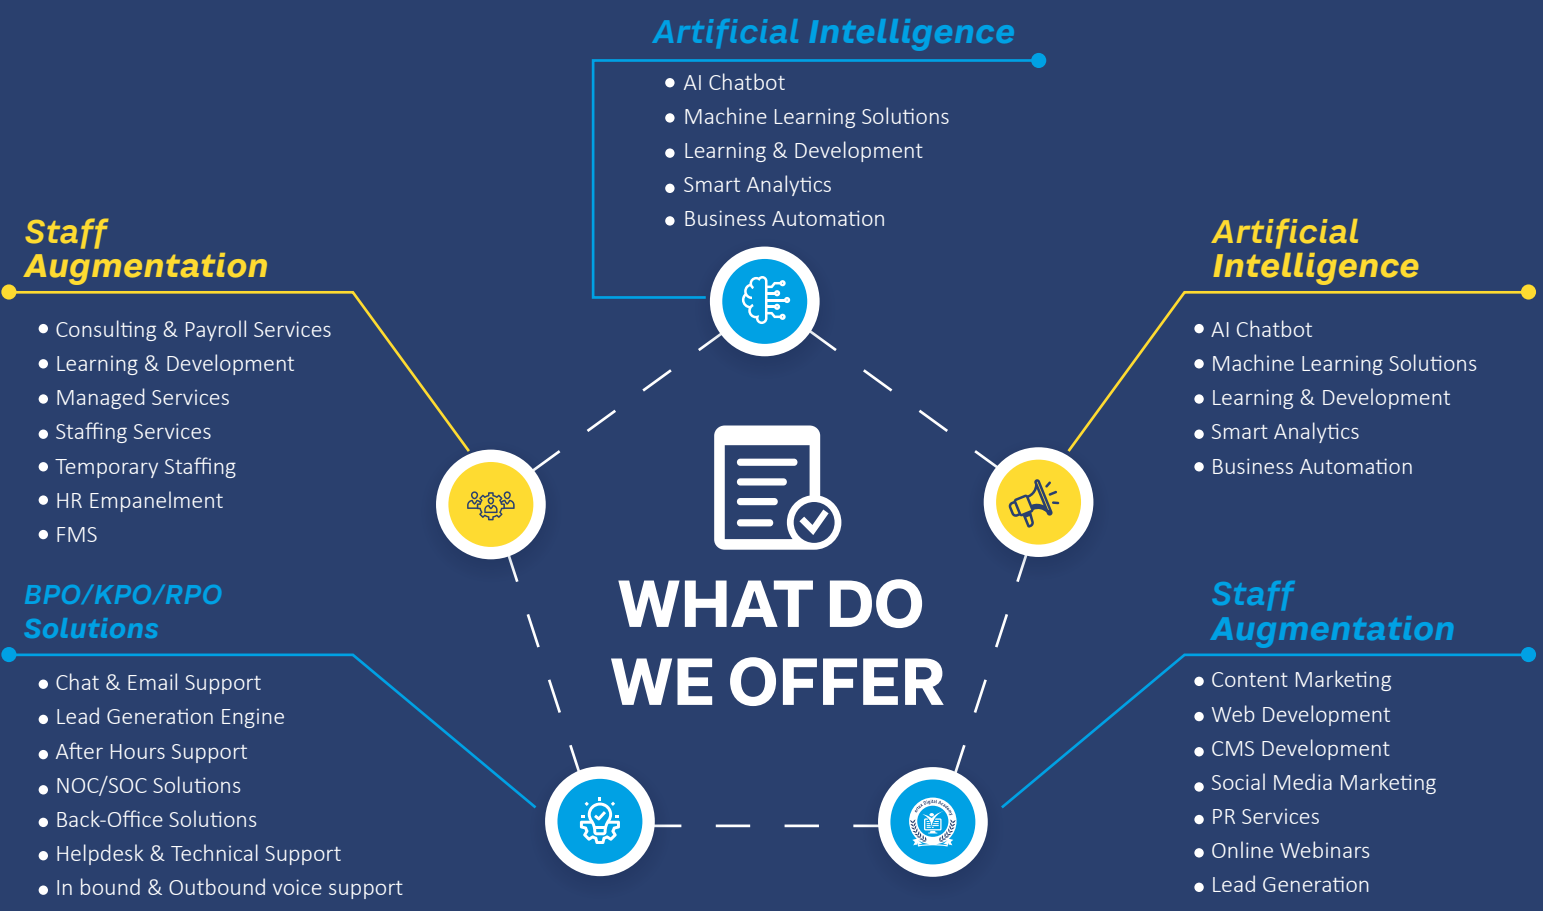 Artificial Intelligence
AI Chatbot
Machine Learning Solutions
Learning & Development
Smart Analytics
Business Automation
Staff
Augmentation
Consulting & Payroll Services
Learning & Development
Managed Services
Staffing Services
Temporary Staffing
HR Empanelment
FMS
Artificial
Intelligence
AI Chatbot
Machine Learning Solutions
Learning & Development
Smart Analytics
Business Automation
WHAT DO
WE OFFER
BPO/KPO/RPO
Solutions
Chat & Email Support
Lead Generation Engine
After Hours Support
NOC/SOC Solutions
Back-Office Solutions
Helpdesk & Technical Support
In bound & Outbound voice support
Staff
Augmentation
Content Marketing
Web Development
CMS Development
Social Media Marketing
PR Services
Online Webinars
Lead Generation
Digital Academy